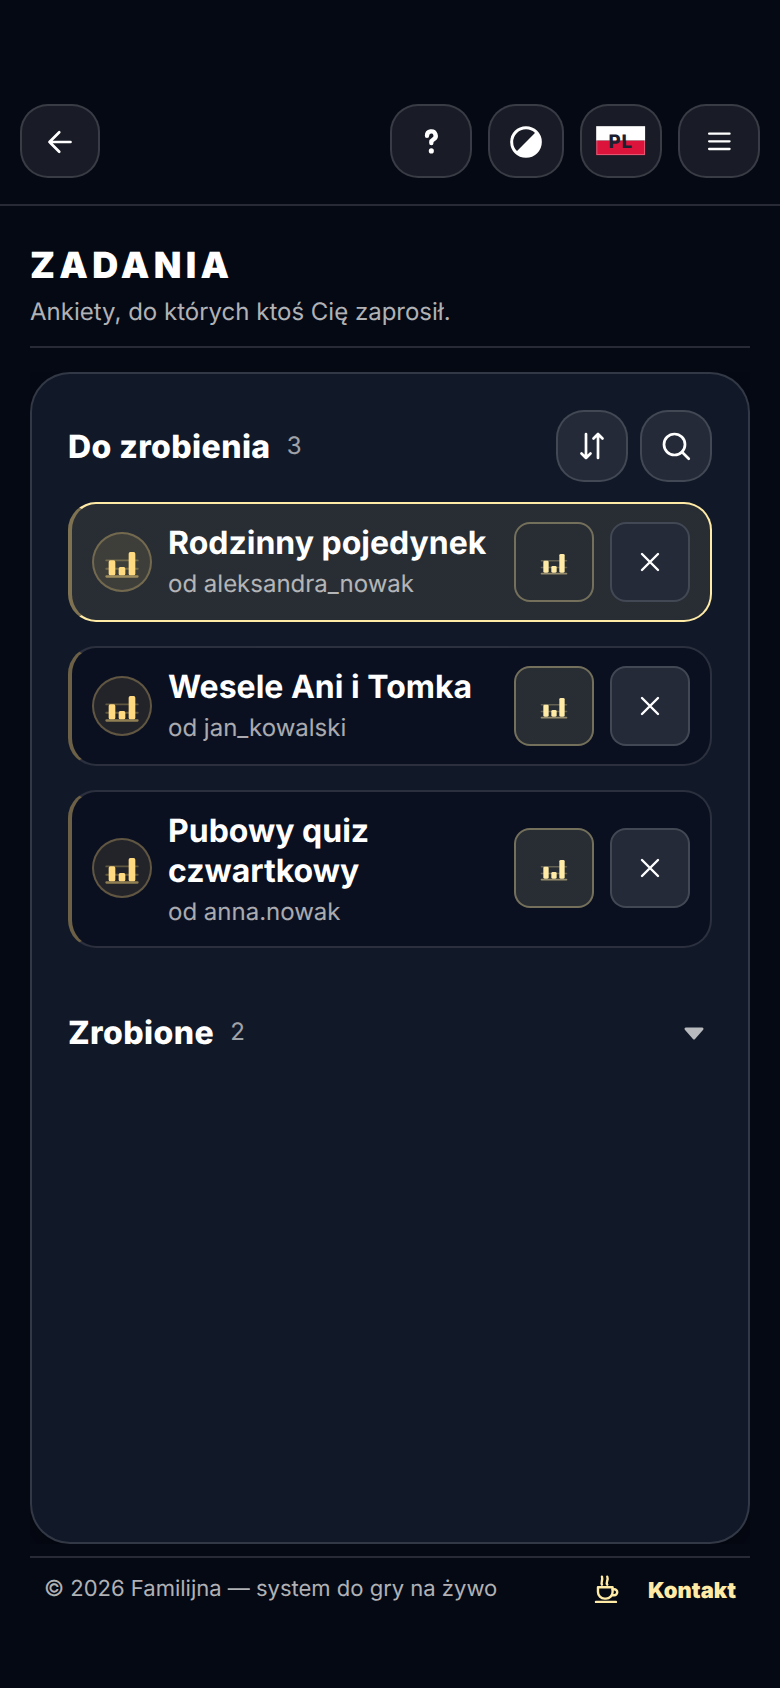 ?
PL
ZADANIA
Ankiety, do których ktoś Cię zaprosił.
Do zrobienia 3
Rodzinny pojedynek
od aleksandra_nowak
Wesele Ani i Tomka
od jan_kowalski
Pubowy quiz
czwartkowy
od anna.nowak
Zrobione 2
© 2026 Familijna — system do gry na żywo
Kontakt